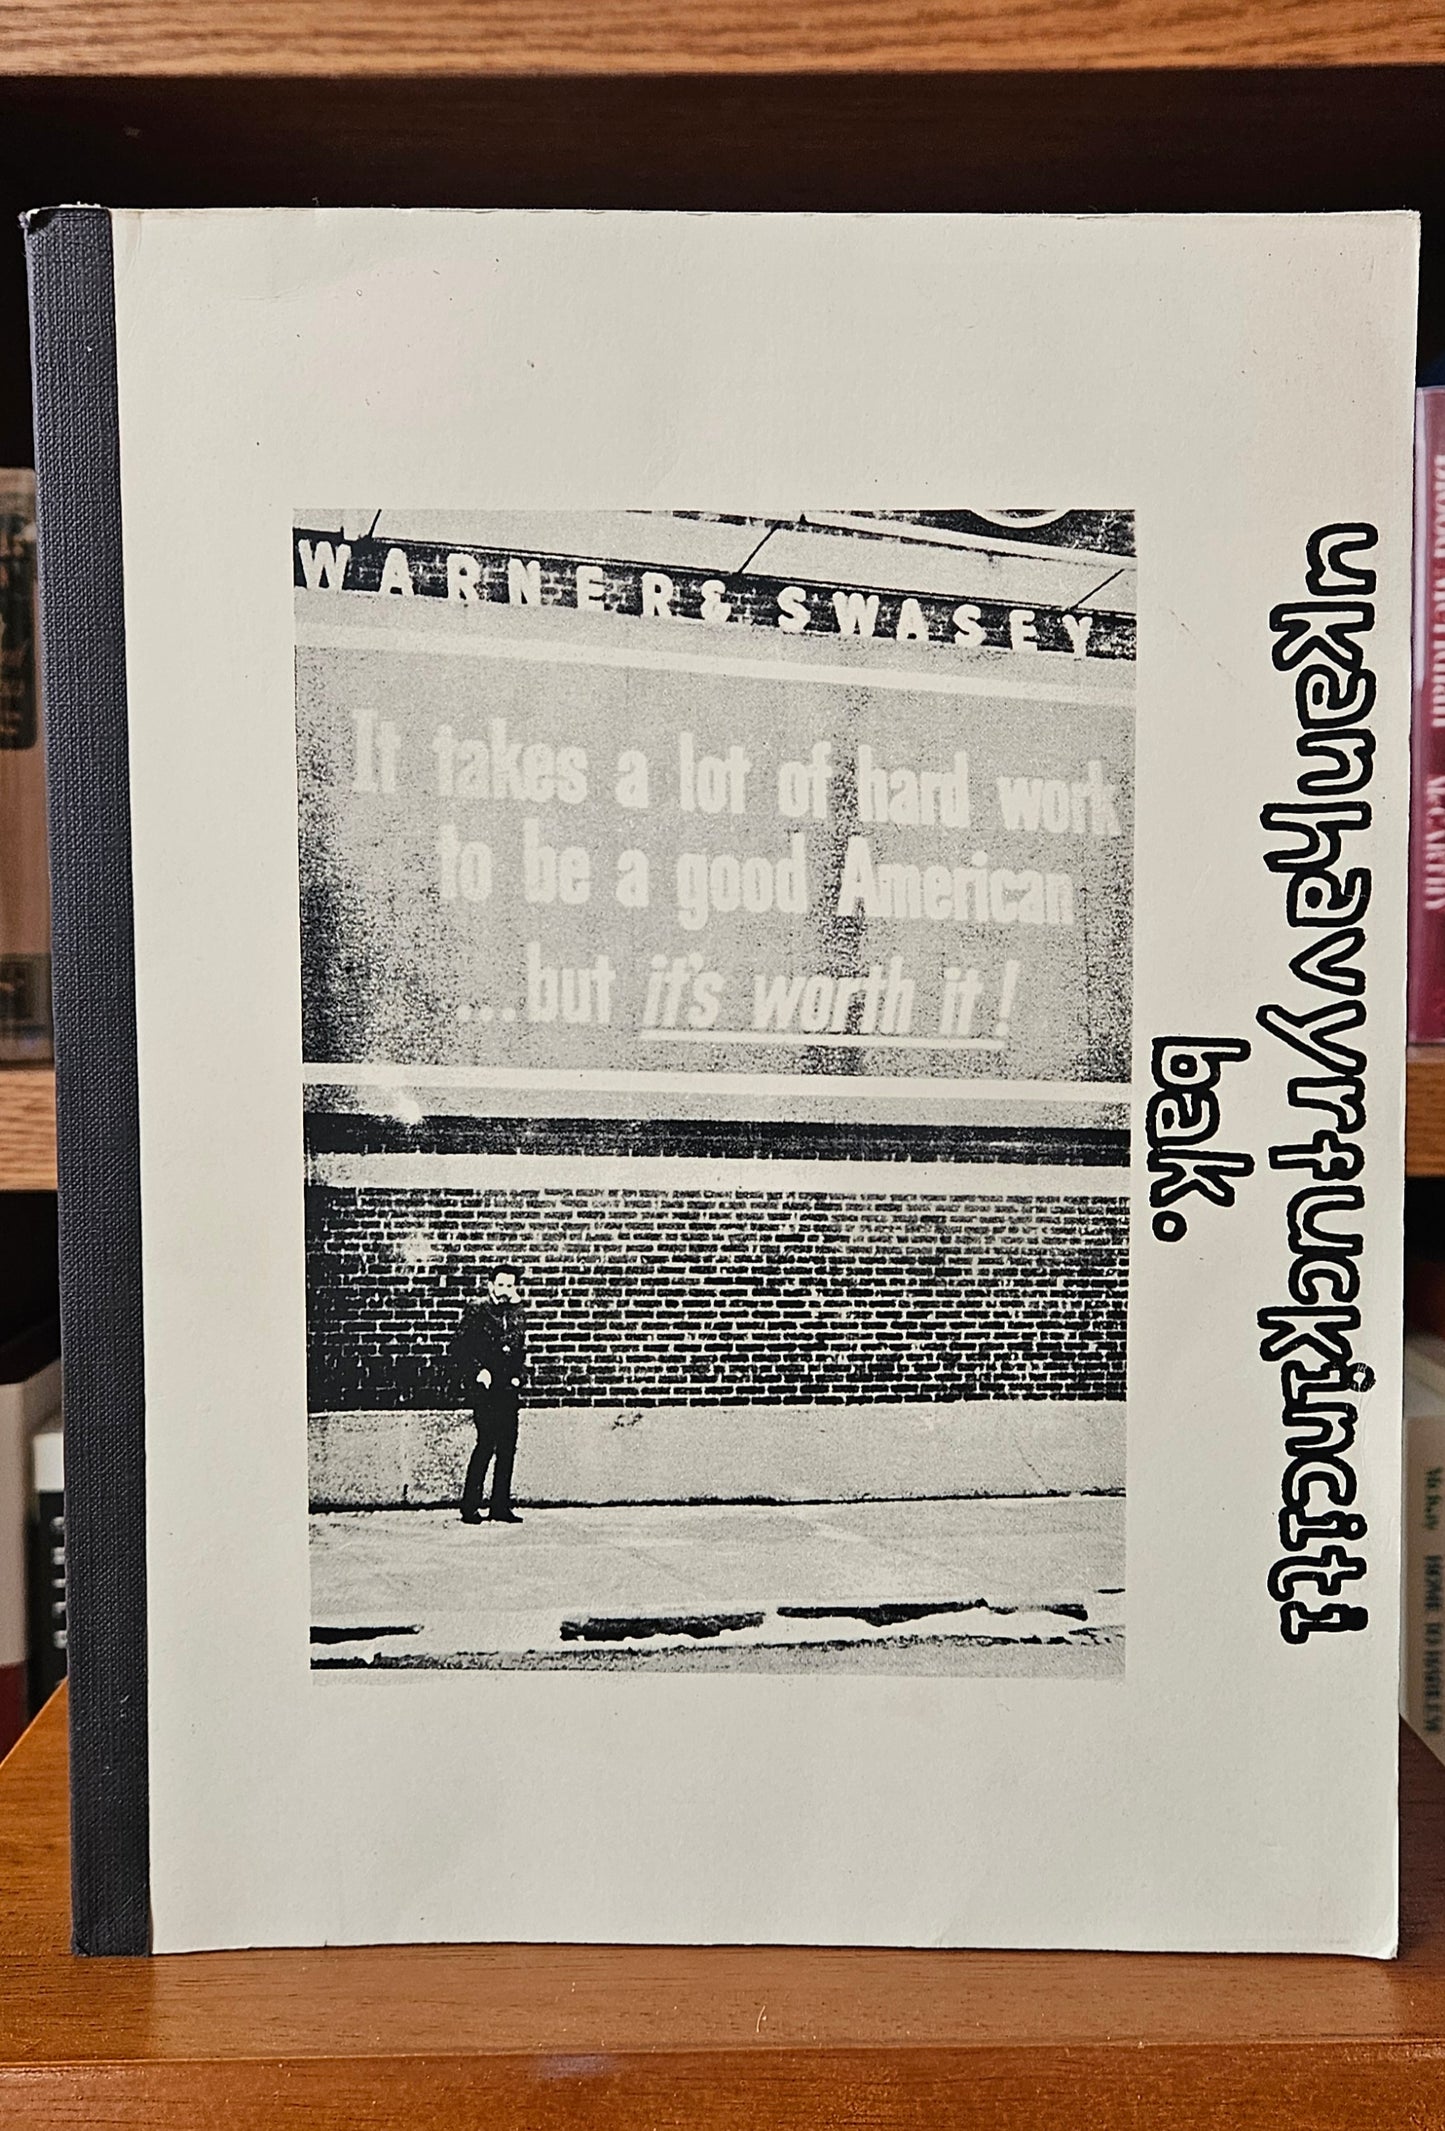 WARNER & SWASEY
It takes a lot of hard work
to be a good American
...but it's worth it!
ukanhavyrfuckinciti
bak.